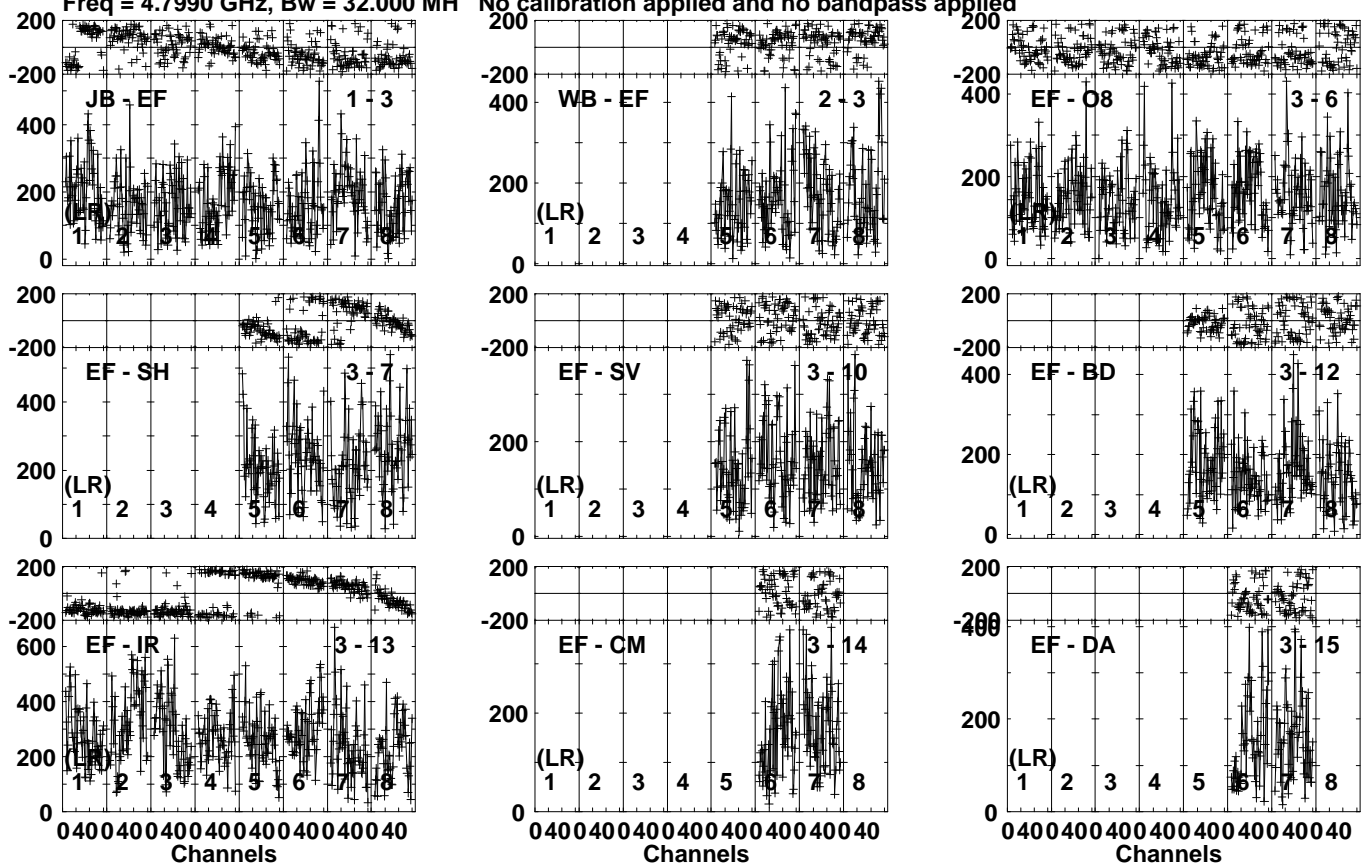 Freq = 4.7990 GHz, Bw = 32.000 MH No calibration applied and no bandpass applied
200 200 200
-200 -200 -200
JB - EF 1 - 3 WB - EF 2 - 3 EF - O8 3 - 6
400 400 400
200 200 200
(LR) (LR) (LR)
1 2 3 4 5 6 7 8 1 2 3 4 5 6 7 8 1 2 3 4 5 6 7 8
0 0 0
200 200 200
-200 -200 -200
EF - SH 3 - 7 EF - SV 3 - 10 EF - BD 3 - 12
400 400
200 200 200
(LR) (LR) (LR)
1 2 3 4 5 6 7 8 1 2 3 4 5 6 7 8 1 2 3 4 5 6 7 8
0 0 0
200 200 200
-200 -200 -200
600 400
EF - IR 3 - 13 EF - CM 3 - 14 EF - DA 3 - 15
400
200 200 200
(LR) (LR) (LR)
1 2 3 4 5 6 7 8 1 2 3 4 5 6 7 8 1 2 3 4 5 6 7 8
0 0 0
0 40 0 40 0 40 0 40 0 40 0 40 0 40 0 40 0 40 0 40 0 40 0 40 0 40 0 40 0 40 0 40 0 40 0 40 0 40 0 40 0 40 0 40 0 40 0 40
Channels Channels Channels